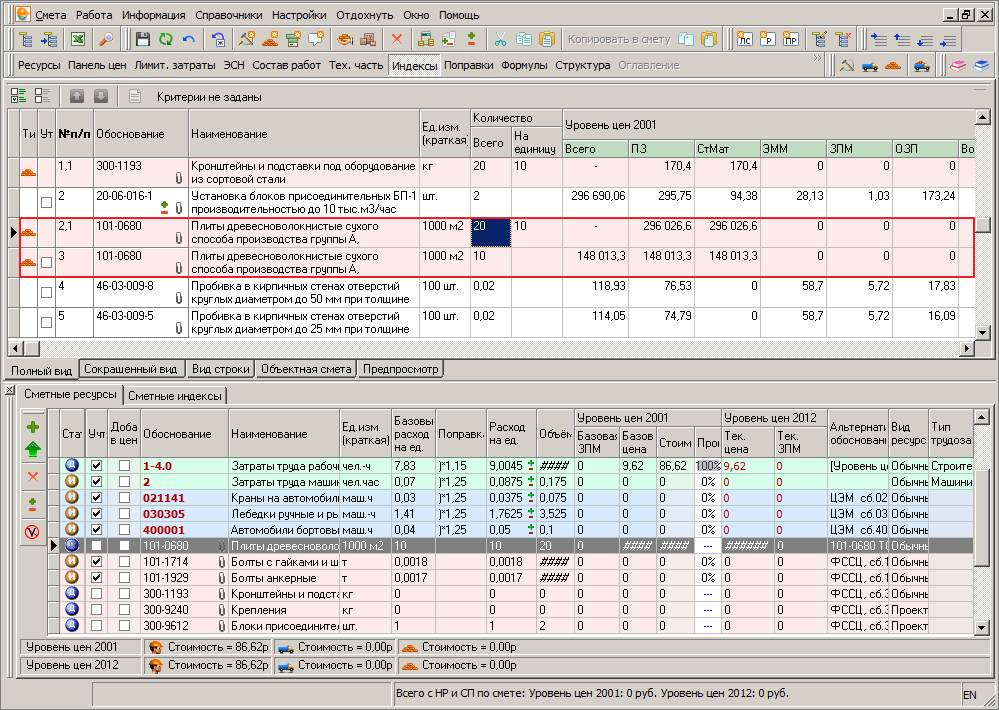 Смета Работа Информация Справочники Настройки Отдохнуть Окно Помощь
Копировать в смету ЛС Р ПР
Ресурсы Панель цен Лимит. затраты ЭСН Состав работ Тех. часть Индексы Поправки Формулы Структура Оглавление
Критерии не заданы
Ти Ут №п/п Обоснование Наименование Ед.изм. (краткая) Количество Уровень цен 2001
Всего На единицу Всего ПЗ СтМат ЭММ ЗПМ ОЗП Во
1,1 300-1193 Кронштейны и подставки под оборудование кг 20 10 - 170,4 170,4 0 0 0
из сортовой стали
2 20-06-016-1 Установка блоков присоединительных БП-1 шт. 2 296 690,06 295,75 94,38 28,13 1,03 173,24
производительностью до 10 тыс.м3/час
2,1 101-0680 Плиты древесноволокнистые сухого 1000 м2 20 10 - 296 026,6 296 026,6 0 0 0
способа производства группы А,
3 101-0680 Плиты древесноволокнистые сухого 1000 м2 10 148 013,3 148 013,3 148 013,3 0 0 0
способа производства группы А,
4 46-03-009-8 Пробивка в кирпичных стенах отверстий 100 шт. 0,02 118,93 76,53 0 58,7 5,72 17,83
круглых диаметром до 50 мм при толщине
5 46-03-009-5 Пробивка в кирпичных стенах отверстий 100 шт. 0,02 114,05 74,79 0 58,7 5,72 16,09
круглых диаметром до 25 мм при толщине
Полный вид Сокращенный вид Вид строки Объектная смета Предпросмотр
Сметные ресурсы Сметные индексы
Стат Учт Доба в цен Обоснование Наименование Ед.изм. (краткая) Базовы расход на ед. Поправк Расход на ед. Объём Уровень цен 2001 Уровень цен 2012 Альтернати обосновани Вид ресурс Тип трудоза
Базовая ЗПМ Базов цена Стоим Про Тек. цена Тек. ЗПМ
1-4.0 Затраты труда рабоч чел.-ч 7,83 )*1,15 9,0045 #### 0 9,62 86,62 100% 9,62 0 [Уровень ц Обычн Строите
2 Затраты труда машин чел.час 0,07 )*1,25 0,0875 0,175 0 0 0 0% 0 0 Обычн Машини
021141 Краны на автомобил маш.ч 0,03 )*1,25 0,0375 0,075 0 0 0 0% 0 0 ЦЭМ сб.02 Обычн
030305 Лебедки ручные и ры маш.-ч 1,41 )*1,25 1,7625 3,525 0 0 0 0% 0 0 ЦЭМ сб.03 Обычн
400001 Автомобили бортовы маш.ч 0,04 )*1,25 0,05 0,1 0 0 0 0% 0 0 ЦЭМ сб.40 Обычн
101-0680 Плиты древесноволо 1000 м2 10 10 20 0 #### #### ... ###### 0 101-0680 ТС Обычн
101-1714 Болты с гайками и ш т 0,0018 0,0018 #### 0 0 0 0% 0 0 ФССЦ, сб.1 Обычн
101-1929 Болты анкерные т 0,0017 0,0017 #### 0 0 0 0% 0 0 ФССЦ, сб.1 Обычн
300-1193 Кронштейны и подста кг 0 0 0 0 0 0 ... 0 0 ФССЦ, сб.3 Обычн
300-9240 Крепления кг 0 0 0 0 0 0 ... 0 0 ФССЦ, сб.3 Проект
300-9612 Блоки присоединител шт. 1 1 2 0 0 0 ... 0 0 ФССЦ, сб.3 Проект
Уровень цен 2001 Стоимость = 86,62р Стоимость = 0,00р Стоимость = 0,00р
Уровень цен 2012 Стоимость = 86,62р Стоимость = 0,00р Стоимость = 0,00р
Всего с НР и СП по смете: Уровень цен 2001: 0 руб. Уровень цен 2012: 0 руб. EN